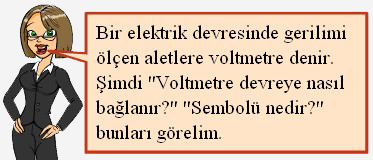 Bir elektrik devresinde gerilimi
ölçen aletlere voltmetre denir.
Şimdi "Voltmetre devreye nasıl
bağlanır?" "Sembolü nedir?"
bunları görelim.